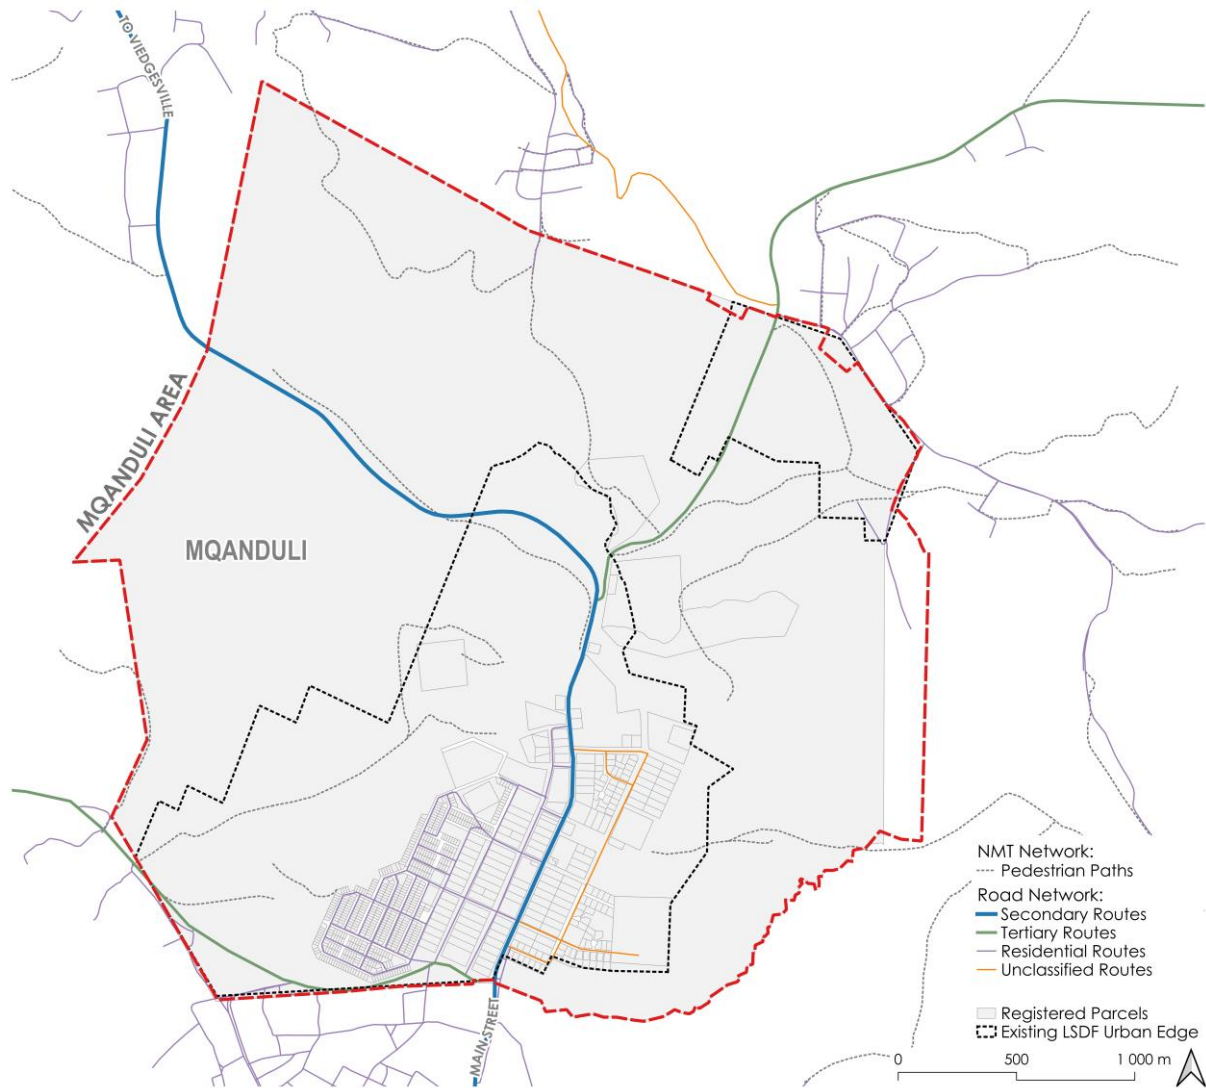 TO VIEDGESVILLE
MQANDULI AREA
MQANDULI
MAIN STREET
NMT Network:
Pedestrian Paths
Road Network:
Secondary Routes
Tertiary Routes
Residential Routes
Unclassified Routes
Registered Parcels
Existing LSDF Urban Edge
0 500 1 000 m